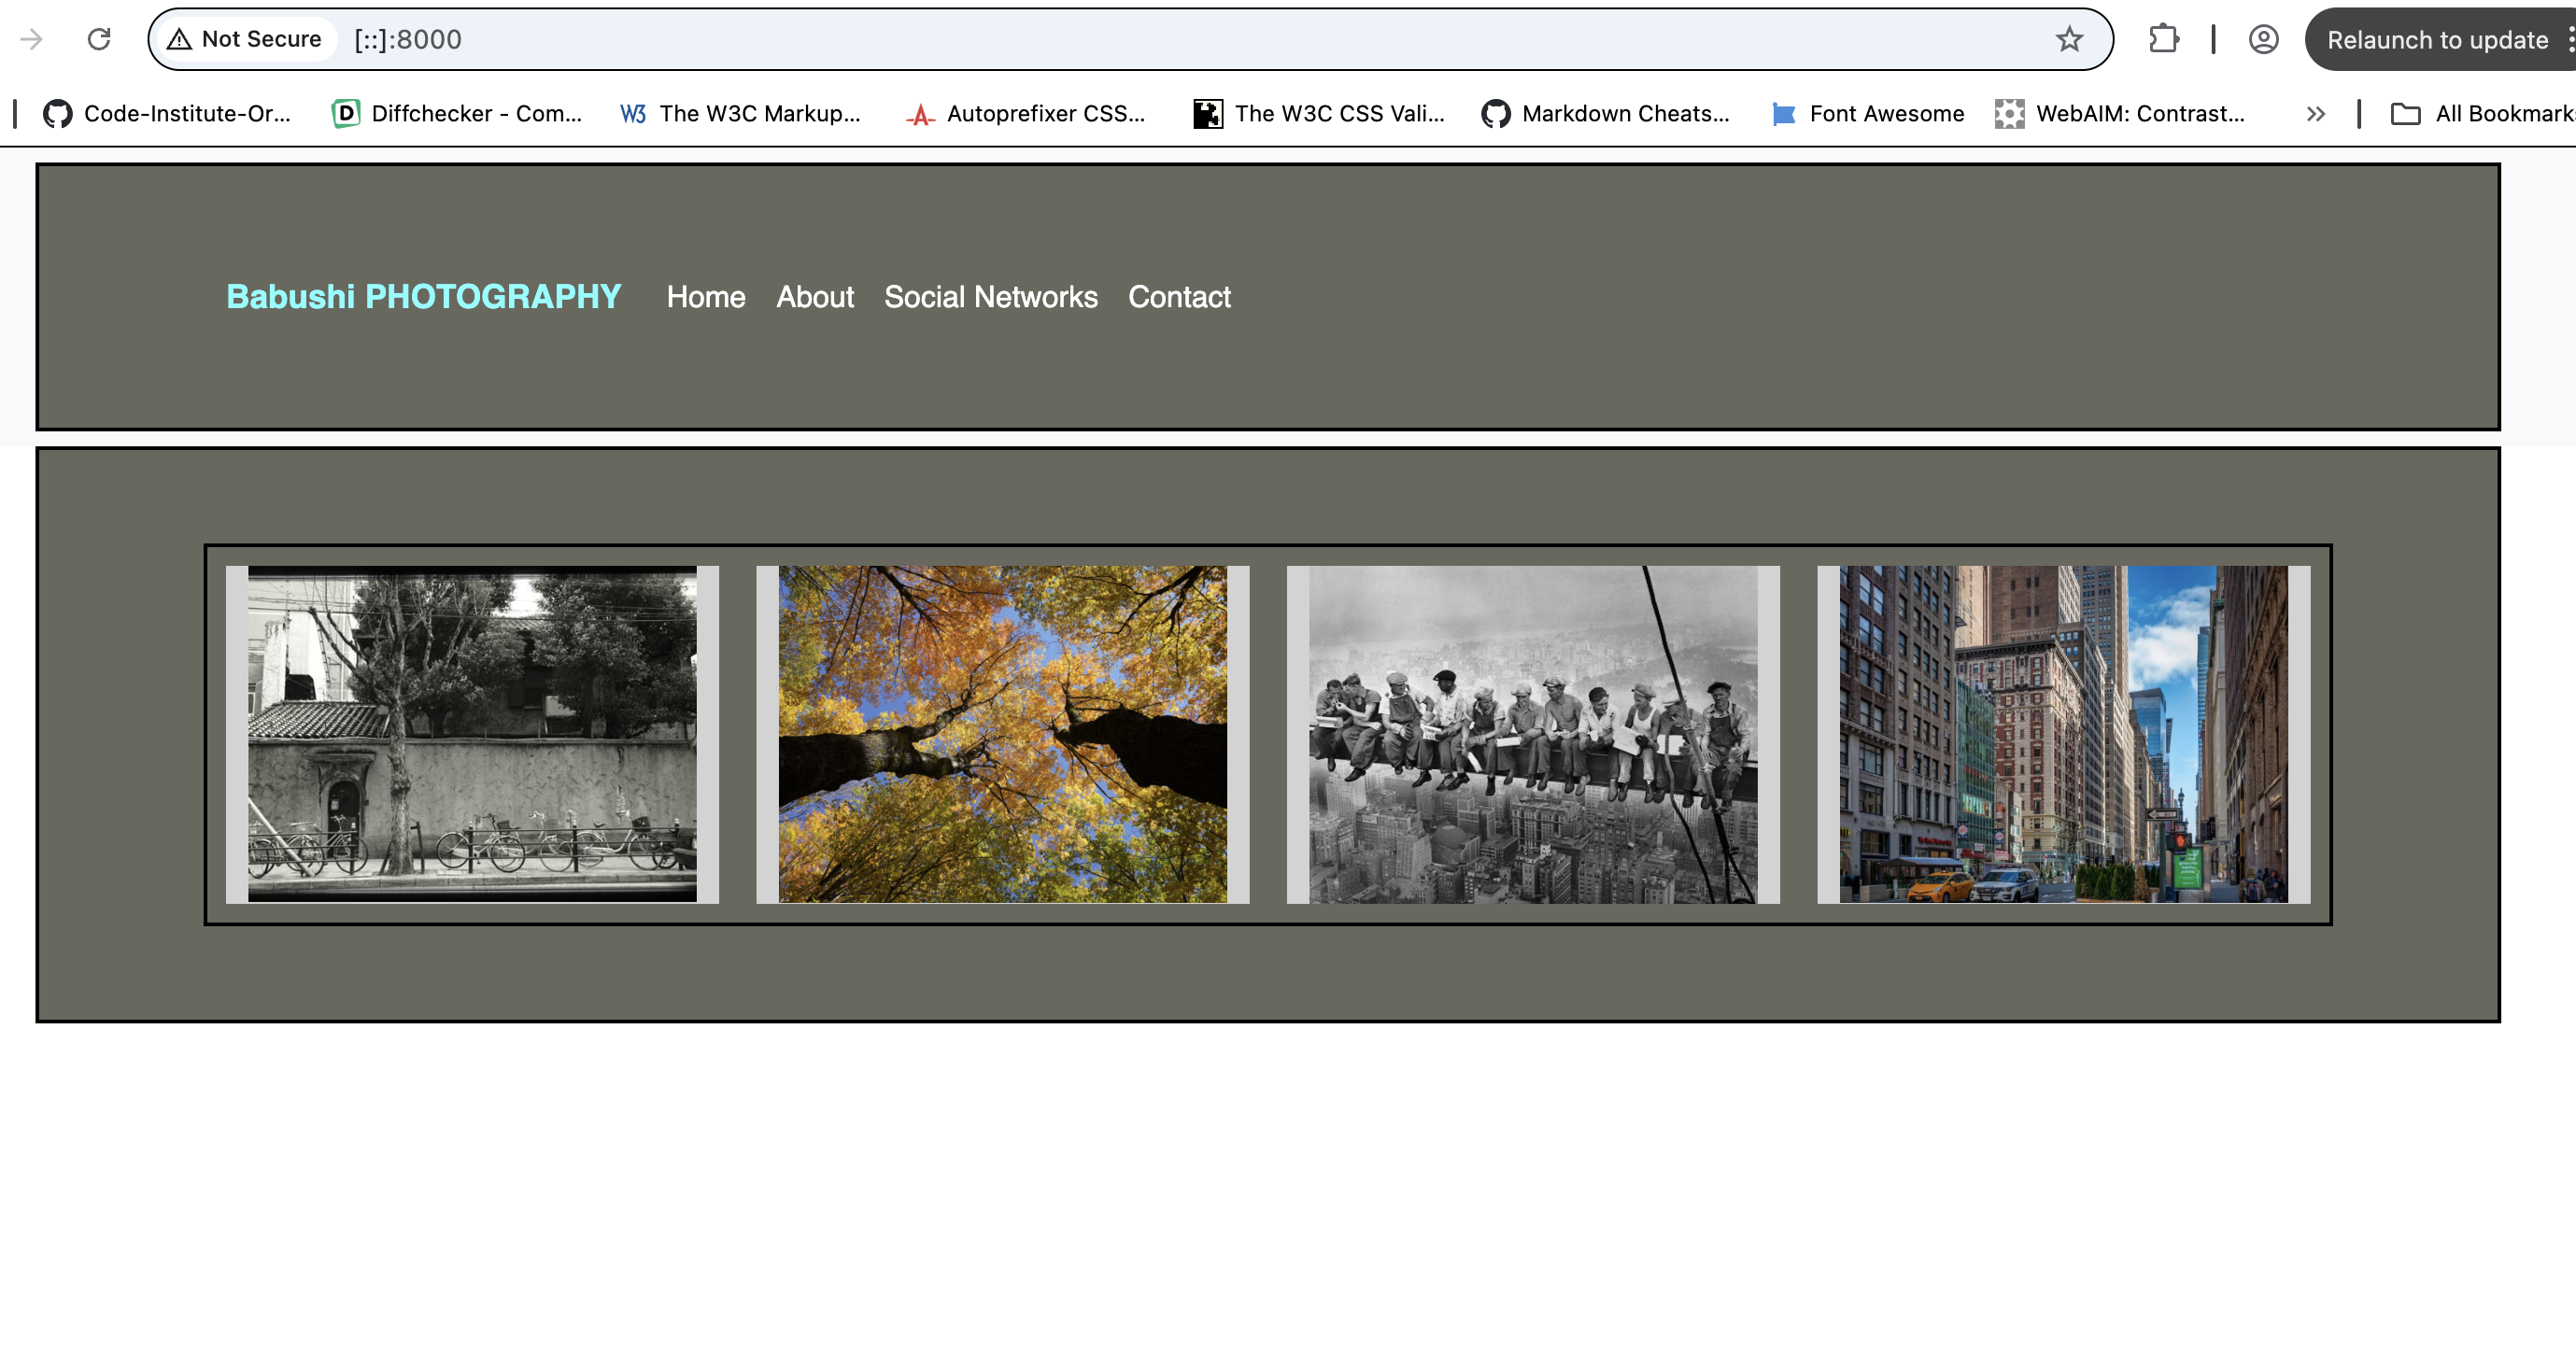 Not Secure [::]:8000 Relaunch to update
Code-Institute-Or... Diffchecker - Com... The W3C Markup... Autoprefixer CSS... The W3C CSS Vali... Markdown Cheats... Font Awesome WebAIM: Contrast... All Bookmark
Babushi PHOTOGRAPHY Home About Social Networks Contact